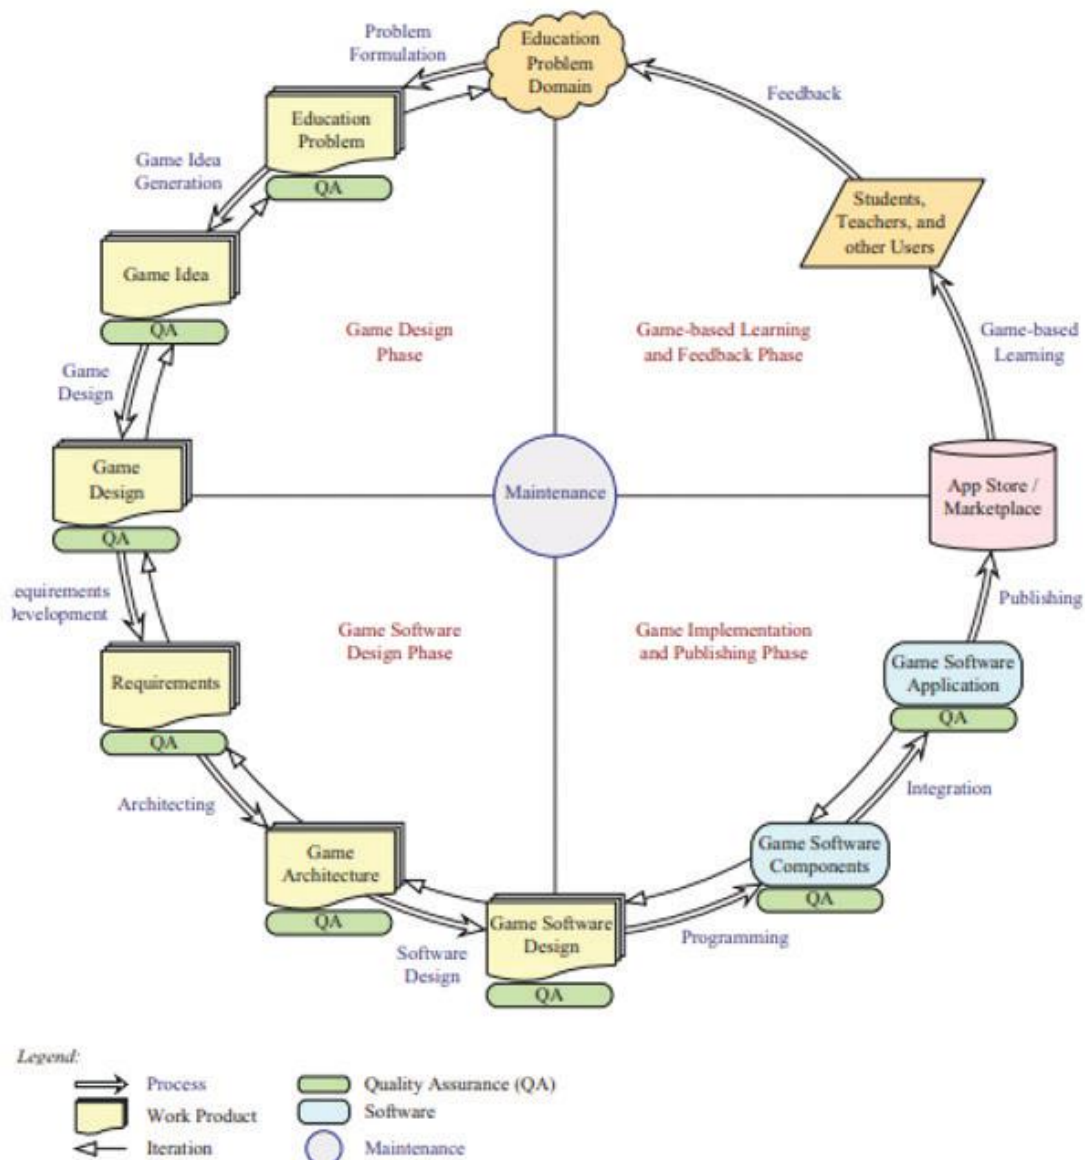 Problem
Formulation
Education
Problem
Domain
Feedback
Education
Problem
QA
Game Idea
Generation
Students,
Teachers, and
other Users
Game Idea
QA
Game Design
Phase
Game-based Learning
and Feedback Phase
Game-based
Learning
Game
Design
Game
Design
QA
Maintenance
App Store /
Marketplace
equirements
Development
Publishing
Game Software
Design Phase
Game Implementation
and Publishing Phase
Requirements
QA
Game Software
Application
QA
Architecting
Integration
Game
Architecture
QA
Game Software
Components
QA
Software
Design
Game Software
Design
QA
Programming
Legend:
Process
Work Product
Iteration
Quality Assurance (QA)
Software
Maintenance